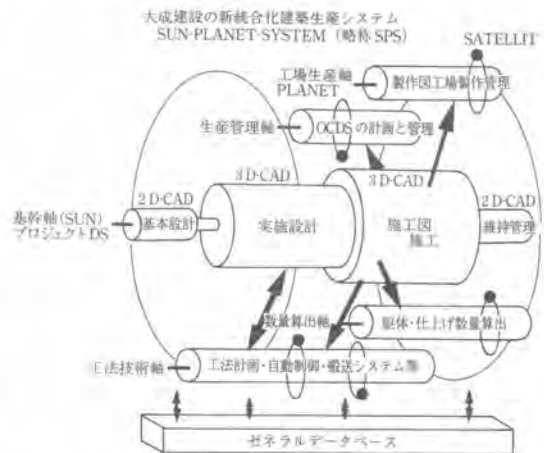 大成建設の新統合化建築生産システム
SUN-PLANET-SYSTEM (略称SPS)
SATELLIT
工場生産軸
PLANET
製作図工場製作管理
生産管理軸
OCDSの計画と管理
3D-CAD
3D-CAD
2D-CAD
2D-CAD
基幹軸(SUN)
プロジェクトDS
基本設計
実施設計
施工図
施工
維持管理
数量算出軸
躯体・仕上げ数量算出
工法技術軸
工法計画・自動制御・搬送システム等
ゼネラルデータベース